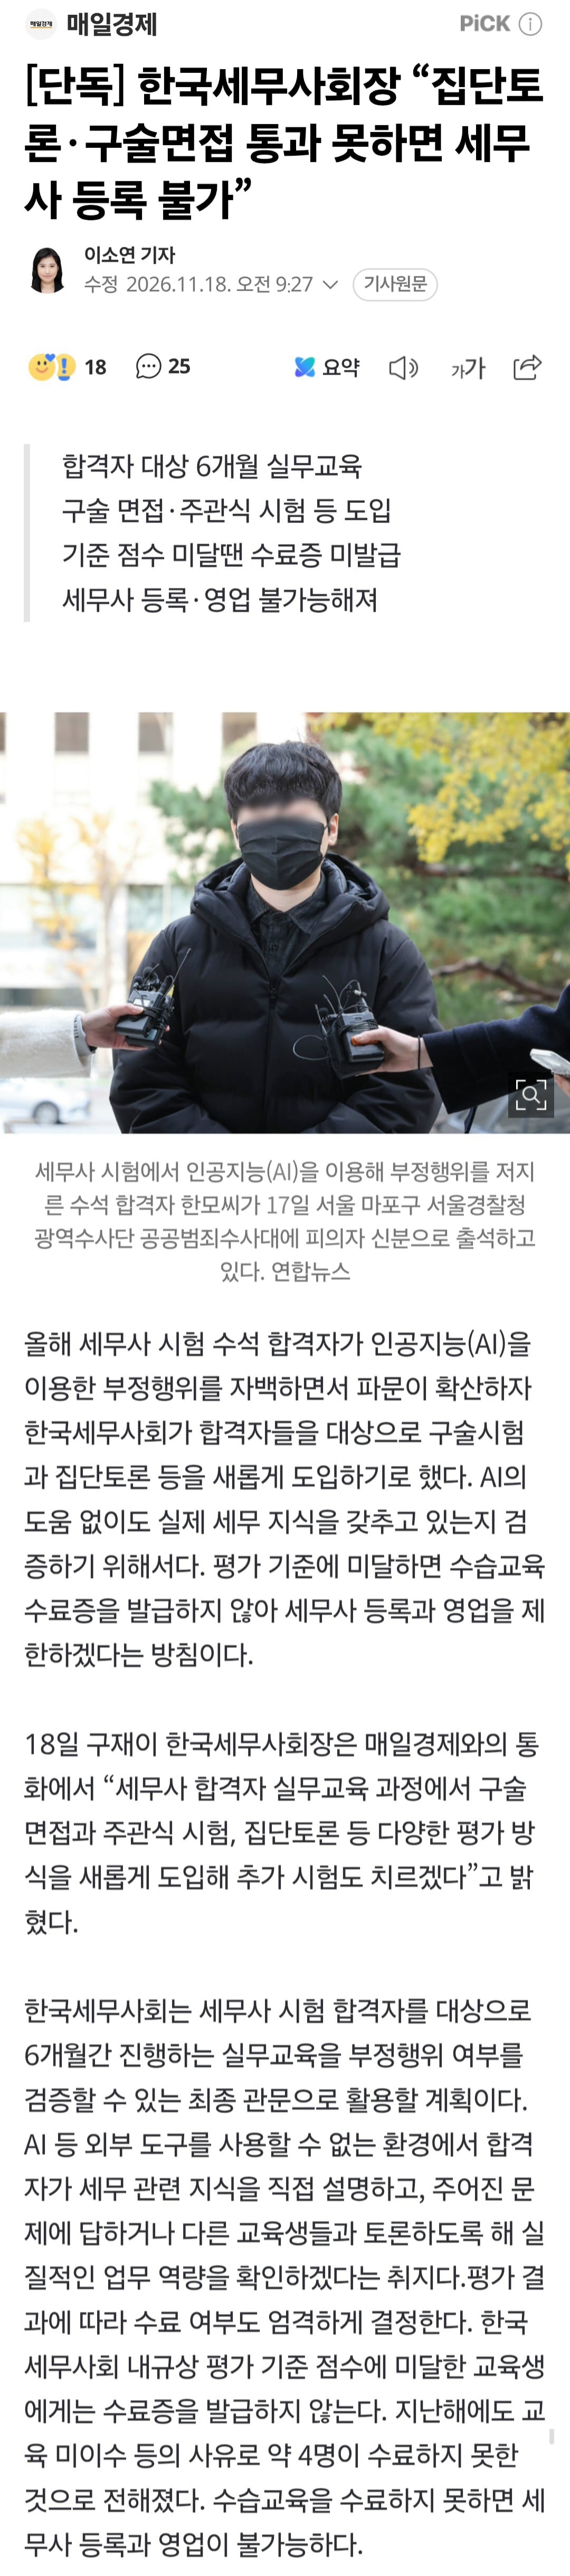 매일경제 매일경제 PiCK
[단독] 한국세무사회장 “집단토
론·구술면접 통과 못하면 세무
사 등록 불가”
이소연 기자
수정 2026.11.18. 오전 9:27 기사원문
18 25 요약 가가
합격자 대상 6개월 실무교육
구술 면접·주관식 시험 등 도입
기준 점수 미달땐 수료증 미발급
세무사 등록·영업 불가능해져
세무사 시험에서 인공지능(AI)을 이용해 부정행위를 저지
른 수석 합격자 한모씨가 17일 서울 마포구 서울경찰청
광역수사단 공공범죄수사대에 피의자 신분으로 출석하고
있다. 연합뉴스
올해 세무사 시험 수석 합격자가 인공지능(AI)을
이용한 부정행위를 자백하면서 파문이 확산하자
한국세무사회가 합격자들을 대상으로 구술시험
과 집단토론 등을 새롭게 도입하기로 했다. AI의
도움 없이도 실제 세무 지식을 갖추고 있는지 검
증하기 위해서다. 평가 기준에 미달하면 수습교육
수료증을 발급하지 않아 세무사 등록과 영업을 제
한하겠다는 방침이다.
18일 구재이 한국세무사회장은 매일경제와의 통
화에서 “세무사 합격자 실무교육 과정에서 구술
면접과 주관식 시험, 집단토론 등 다양한 평가 방
식을 새롭게 도입해 추가 시험도 치르겠다”고 밝
혔다.
한국세무사회는 세무사 시험 합격자를 대상으로
6개월간 진행하는 실무교육을 부정행위 여부를
검증할 수 있는 최종 관문으로 활용할 계획이다.
AI 등 외부 도구를 사용할 수 없는 환경에서 합격
자가 세무 관련 지식을 직접 설명하고, 주어진 문
제에 답하거나 다른 교육생들과 토론하도록 해 실
질적인 업무 역량을 확인하겠다는 취지다.평가 결
과에 따라 수료 여부도 엄격하게 결정한다. 한국
세무사회 내규상 평가 기준 점수에 미달한 교육생
에게는 수료증을 발급하지 않는다. 지난해에도 교
육 미이수 등의 사유로 약 4명이 수료하지 못한
것으로 전해졌다. 수습교육을 수료하지 못하면 세
무사 등록과 영업이 불가능하다.